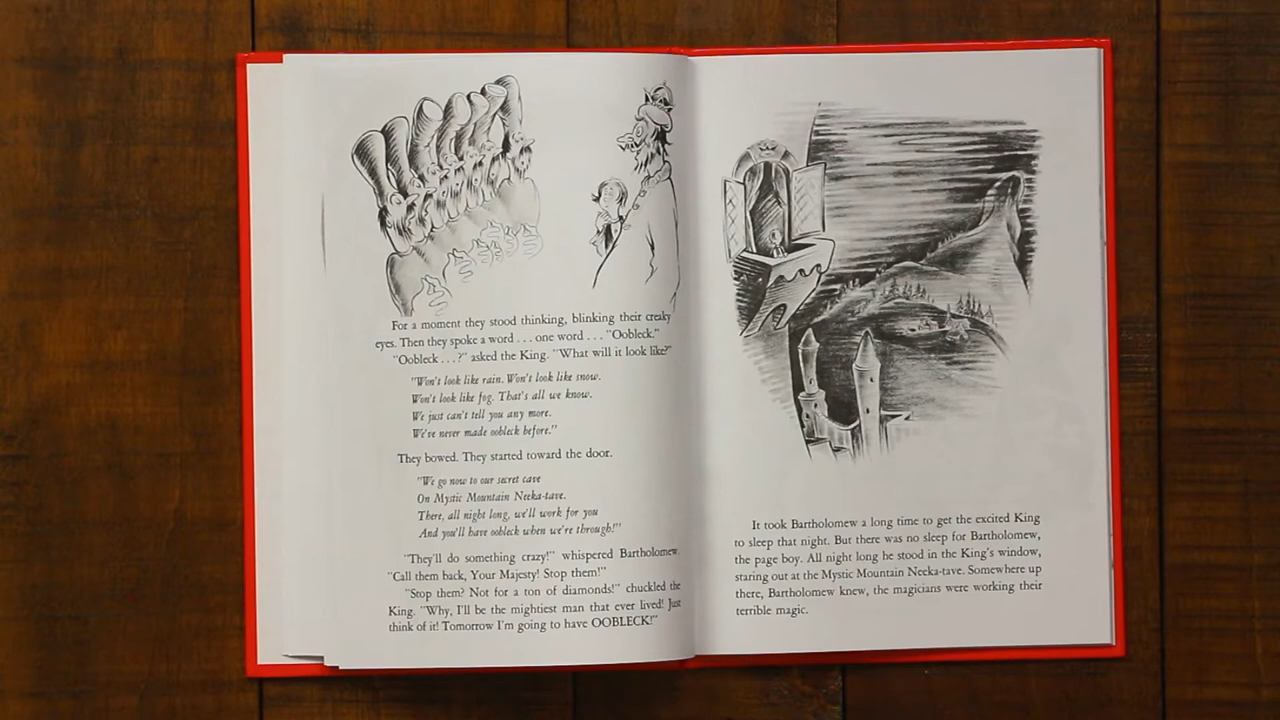 For a moment they stood thinking, blinking their creaky
eyes. Then they spoke a word . . . one word . . . "Oobleck."
"Oobleck . . . ?" asked the King. "What will it look like?"
"Won't look like rain. Won't look like snow.
Won't look like fog. That's all we know.
We just can't tell you any more.
We've never made oobleck before."
They bowed. They started toward the door.
"We go now to our secret cave
On Mystic Mountain Neeka-tave.
There, all night long, we'll work for you
And you'll have oobleck when we're through!"
"They'll do something crazy!" whispered Bartholomew.
"Call them back, Your Majesty! Stop them!"
"Stop them? Not for a ton of diamonds!" chuckled the
King. "Why, I'll be the mightiest man that ever lived! Just
think of it! Tomorrow I'm going to have OOBLECK!"
It took Bartholomew a long time to get the excited King
to sleep that night. But there was no sleep for Bartholomew,
the page boy. All night long he stood in the King's window,
staring out at the Mystic Mountain Neeka-tave. Somewhere up
there, Bartholomew knew, the magicians were working their
terrible magic.